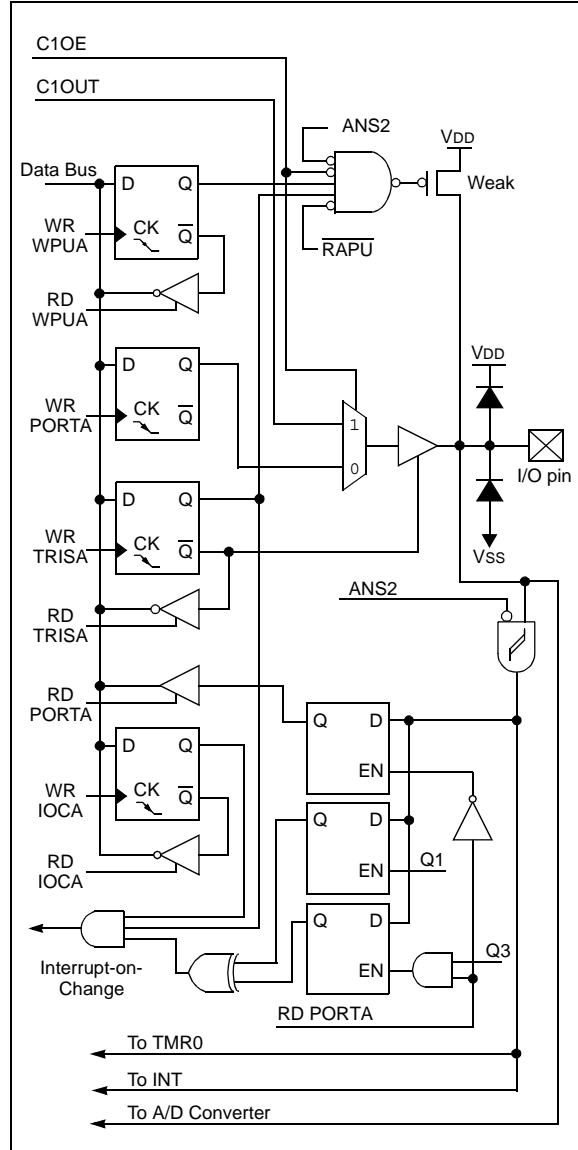 C1OE
C1OUT
ANS2
VDD
Data Bus
D Q
Weak
WR
WPUA
CK Q
RAPU
RD
WPUA
D Q
VDD
WR
PORTA
CK Q
1
0
I/O pin
D Q
WR
TRISA
CK Q
VSS
RD
TRISA
ANS2
RD
PORTA
Q D
EN
D Q
WR
IOCA
CK Q
Q D
EN
Q1
RD
IOCA
Q D
EN
Q3
Interrupt-on-
Change
RD PORTA
To TMR0
To INT
To A/D Converter